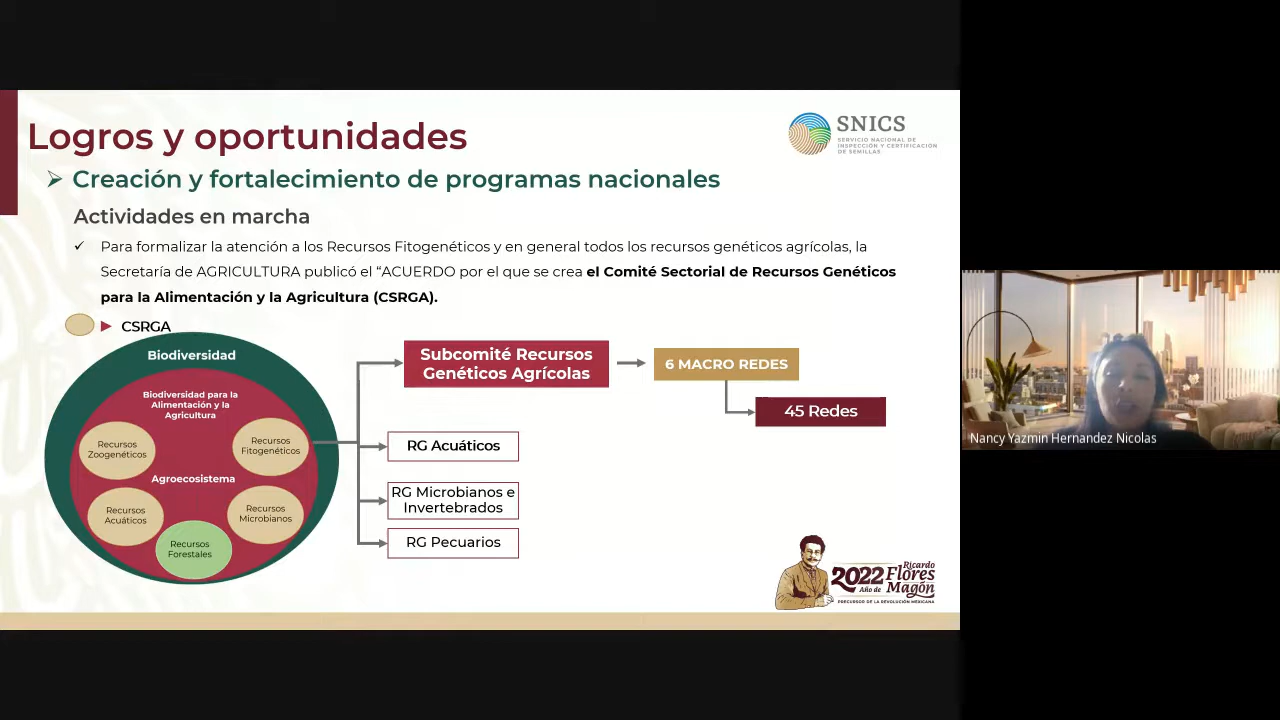 Logros y oportunidades
SNICS
SERVICIO NACIONAL DE
INSPECCIÓN Y CERTIFICACIÓN
DE SEMILLAS
➢ Creación y fortalecimiento de programas nacionales
Actividades en marcha
✓ Para formalizar la atención a los Recursos Fitogenéticos y en general todos los recursos genéticos agrícolas, la
Secretaría de AGRICULTURA publicó el “ACUERDO por el que se crea el Comité Sectorial de Recursos Genéticos
para la Alimentación y la Agricultura (CSRGA).
CSRGA
Biodiversidad
Biodiversidad para la
Alimentación y la
Agricultura
Recursos
Zoogenéticos
Recursos
Fitogenéticos
Agroecosistema
Recursos
Acuáticos
Recursos
Microbianos
Recursos
Forestales
Subcomité Recursos
Genéticos Agrícolas
6 MACRO REDES
45 Redes
RG Acuáticos
RG Microbianos e
Invertebrados
RG Pecuarios
2022 Ricardo
Año de Flores
Magón
PRECURSOR DE LA REVOLUCIÓN MEXICANA
Nancy Yazmin Hernandez Nicolas